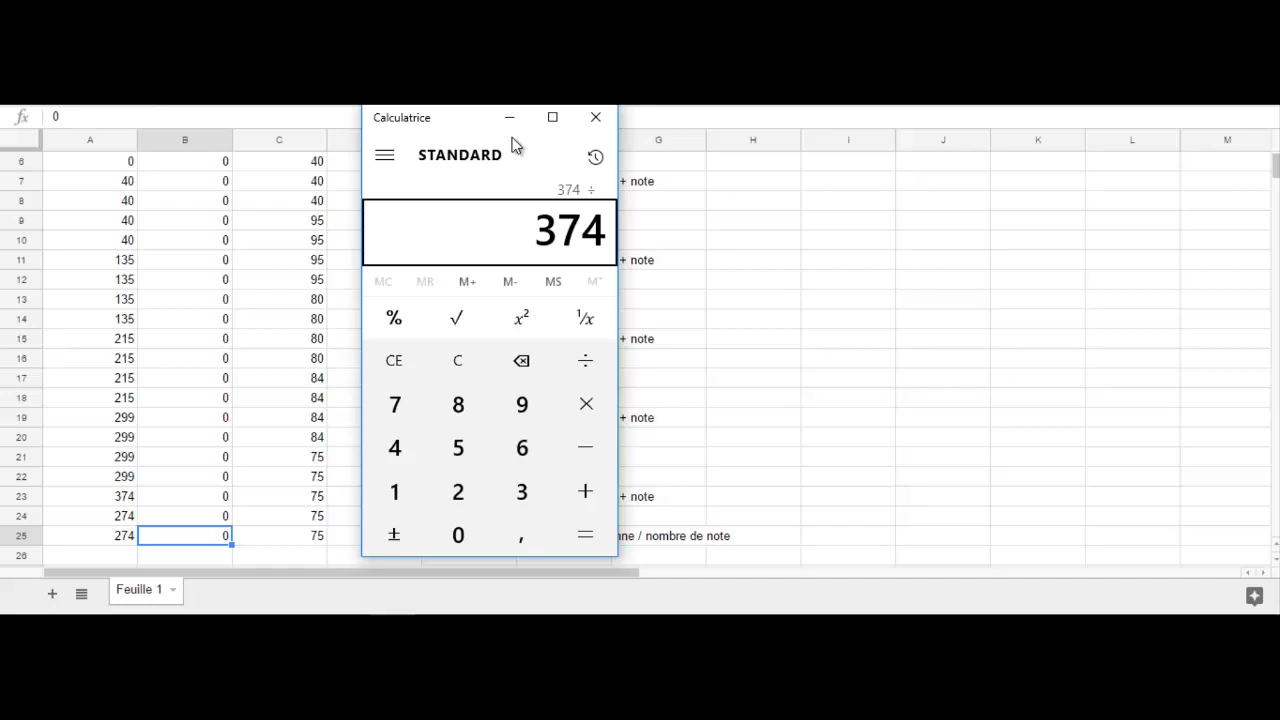 fx 0
Calculatrice
STANDARD
374 ÷
374
MC MR M+ M- MS M˅
% √ x² ¹/x
CE C ⌫ ÷
7 8 9 ×
4 5 6 −
1 2 3 +
± 0 , =
A B C G H I J K L M
6 0 0 40
7 40 0 40 + note
8 40 0 40
9 40 0 95
10 40 0 95
11 135 0 95 + note
12 135 0 95
13 135 0 80
14 135 0 80
15 215 0 80 + note
16 215 0 80
17 215 0 84
18 215 0 84
19 299 0 84 + note
20 299 0 84
21 299 0 75
22 299 0 75
23 374 0 75 + note
24 274 0 75
25 274 0 75 nne / nombre de note
26
+ Feuille 1